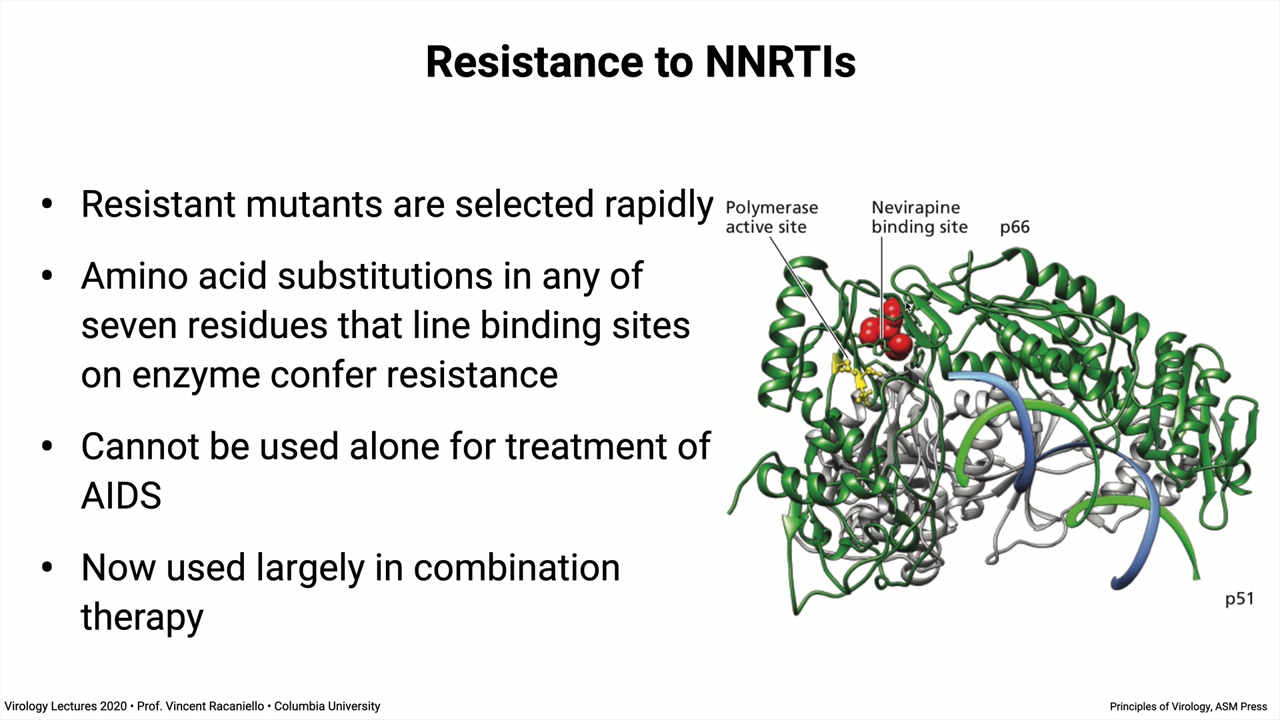 Resistance to NNRTIs
• Resistant mutants are selected rapidly
• Amino acid substitutions in any of
seven residues that line binding sites
on enzyme confer resistance
• Cannot be used alone for treatment of
AIDS
• Now used largely in combination
therapy
Polymerase
active site
Nevirapine
binding site
p66
p51
Virology Lectures 2020 • Prof. Vincent Racaniello • Columbia University
Principles of Virology, ASM Press